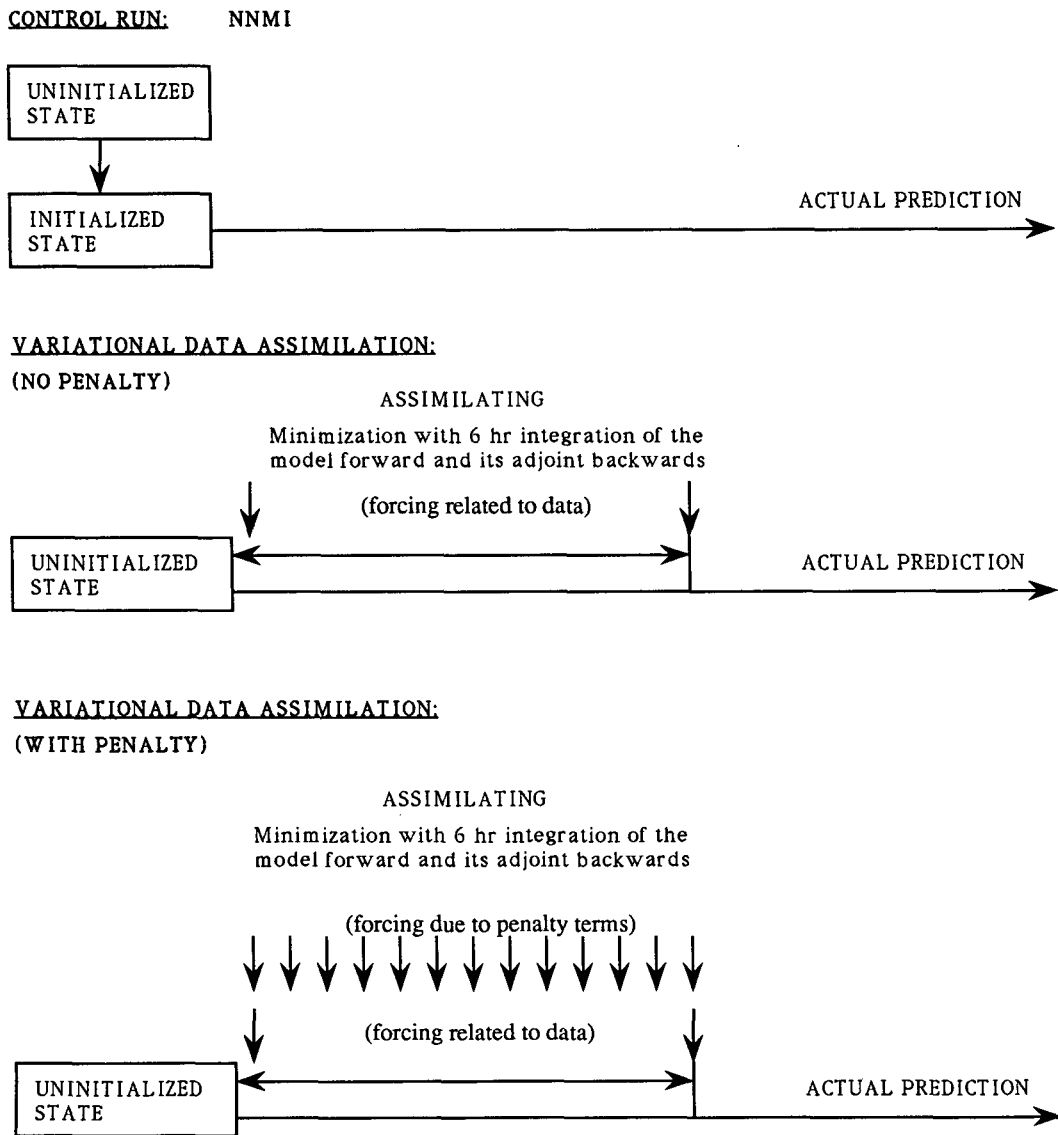 CONTROL RUN: NNMI
UNINITIALIZED
STATE
INITIALIZED
STATE
ACTUAL PREDICTION
VARIATIONAL DATA ASSIMILATION:
(NO PENALTY)
ASSIMILATING
Minimization with 6 hr integration of the
model forward and its adjoint backwards
(forcing related to data)
UNINITIALIZED
STATE
ACTUAL PREDICTION
VARIATIONAL DATA ASSIMILATION:
(WITH PENALTY)
ASSIMILATING
Minimization with 6 hr integration of the
model forward and its adjoint backwards
(forcing due to penalty terms)
(forcing related to data)
UNINITIALIZED
STATE
ACTUAL PREDICTION